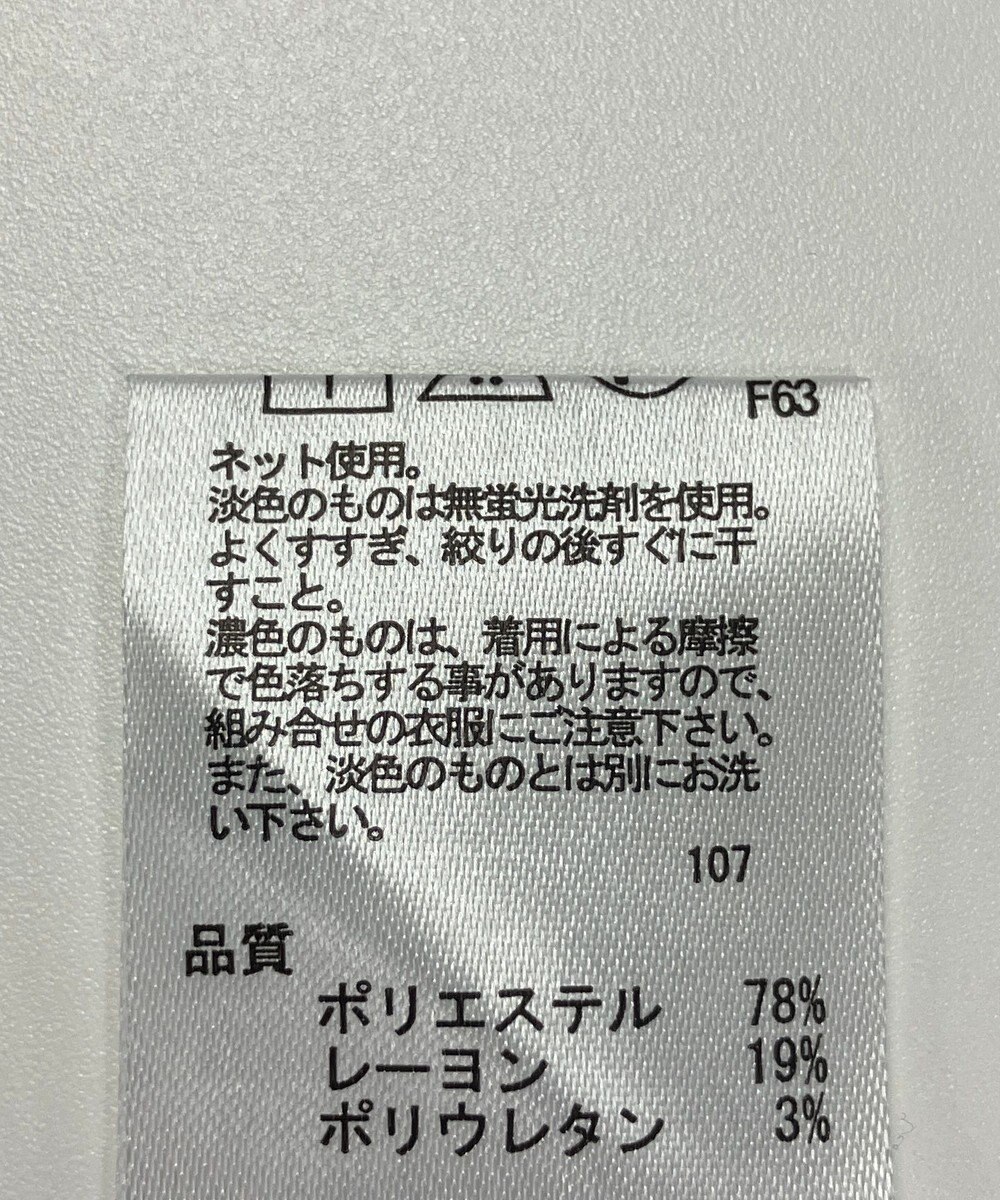 F63
ネット使用。
淡色のものは無蛍光洗剤を使用。
よくすすぎ、絞りの後すぐに干
すこと。
濃色のものは、着用による摩擦
で色落ちする事がありますので、
組み合せの衣服にご注意下さい。
また、淡色のものとは別にお洗
い下さい。
107
品質
ポリエステル 78%
レーヨン 19%
ポリウレタン 3%